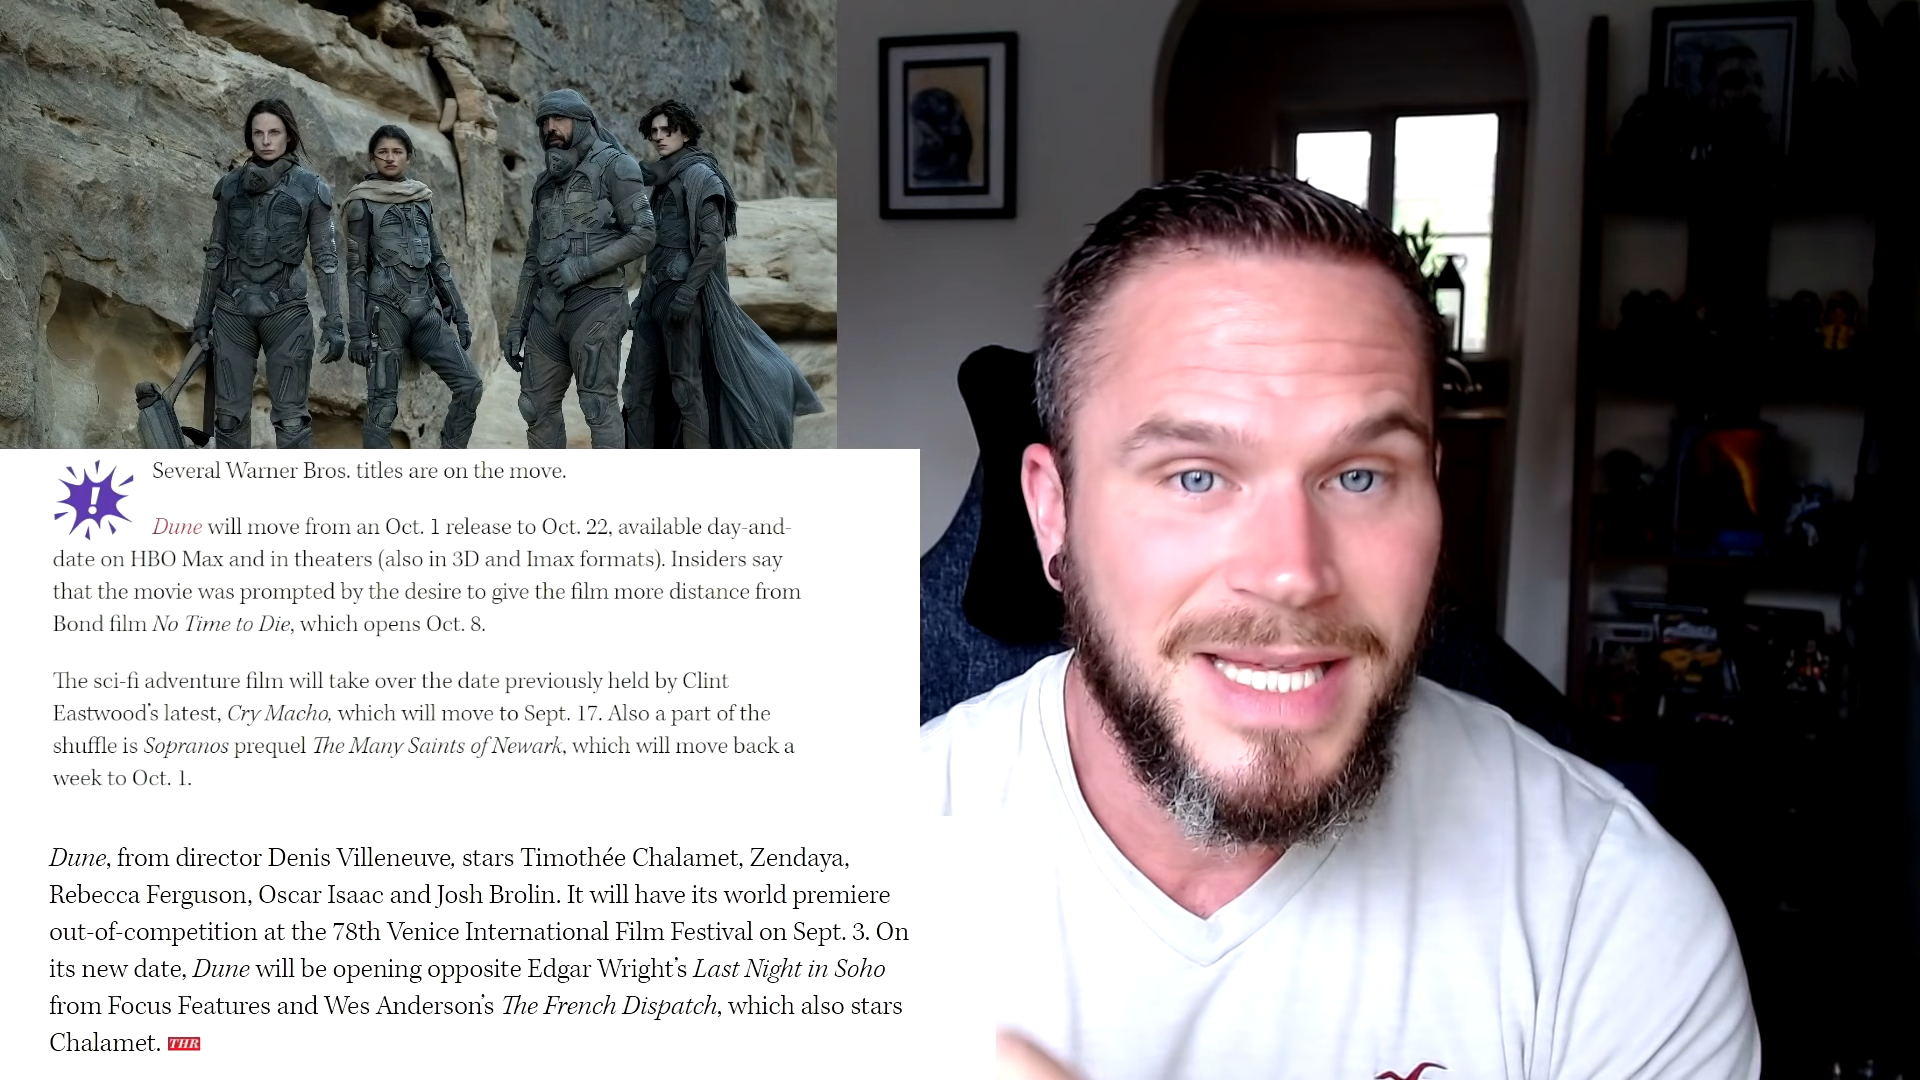 Several Warner Bros. titles are on the move.
Dune will move from an Oct. 1 release to Oct. 22, available day-and-
date on HBO Max and in theaters (also in 3D and Imax formats). Insiders say
that the movie was prompted by the desire to give the film more distance from
Bond film No Time to Die, which opens Oct. 8.
The sci-fi adventure film will take over the date previously held by Clint
Eastwood's latest, Cry Macho, which will move to Sept. 17. Also a part of the
shuffle is Sopranos prequel The Many Saints of Newark, which will move back a
week to Oct. 1.
Dune, from director Denis Villeneuve, stars Timothée Chalamet, Zendaya,
Rebecca Ferguson, Oscar Isaac and Josh Brolin. It will have its world premiere
out-of-competition at the 78th Venice International Film Festival on Sept. 3. On
its new date, Dune will be opening opposite Edgar Wright's Last Night in Soho
from Focus Features and Wes Anderson's The French Dispatch, which also stars
Chalamet. THR